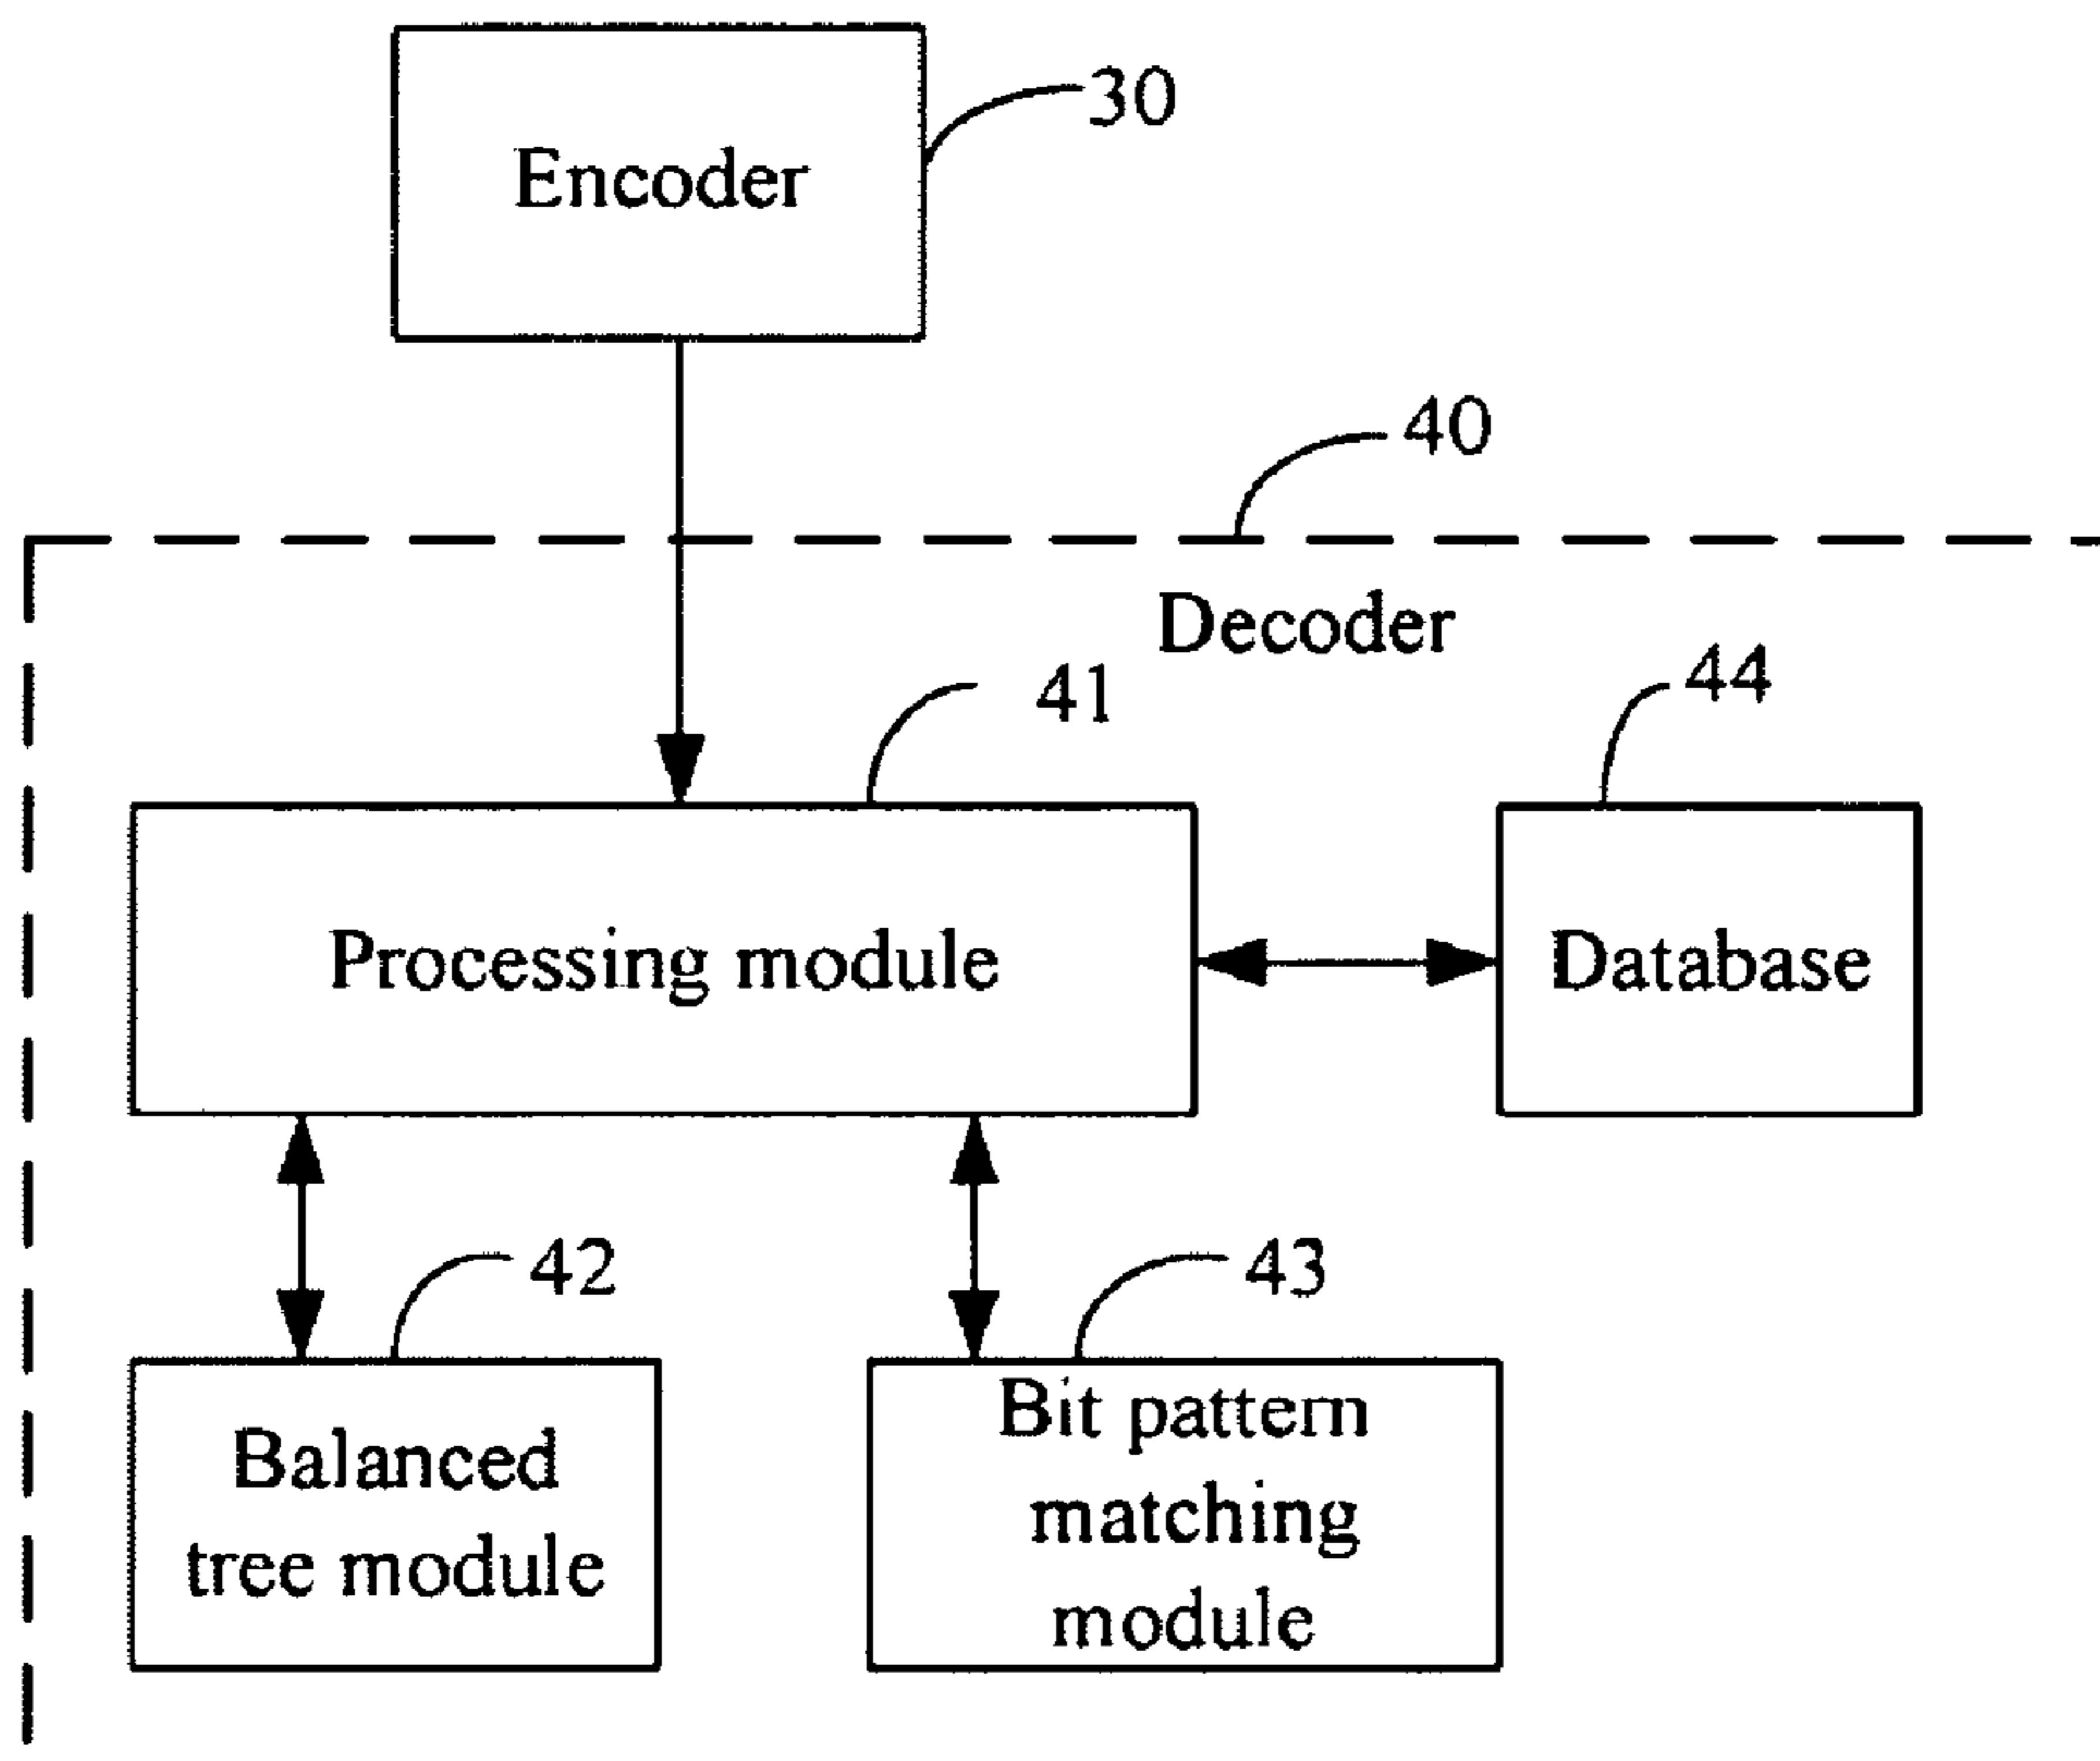 30
Encoder
40
Decoder
41
44
Processing module
Database
42
43
Balanced
tree module
Bit pattern
matching
module